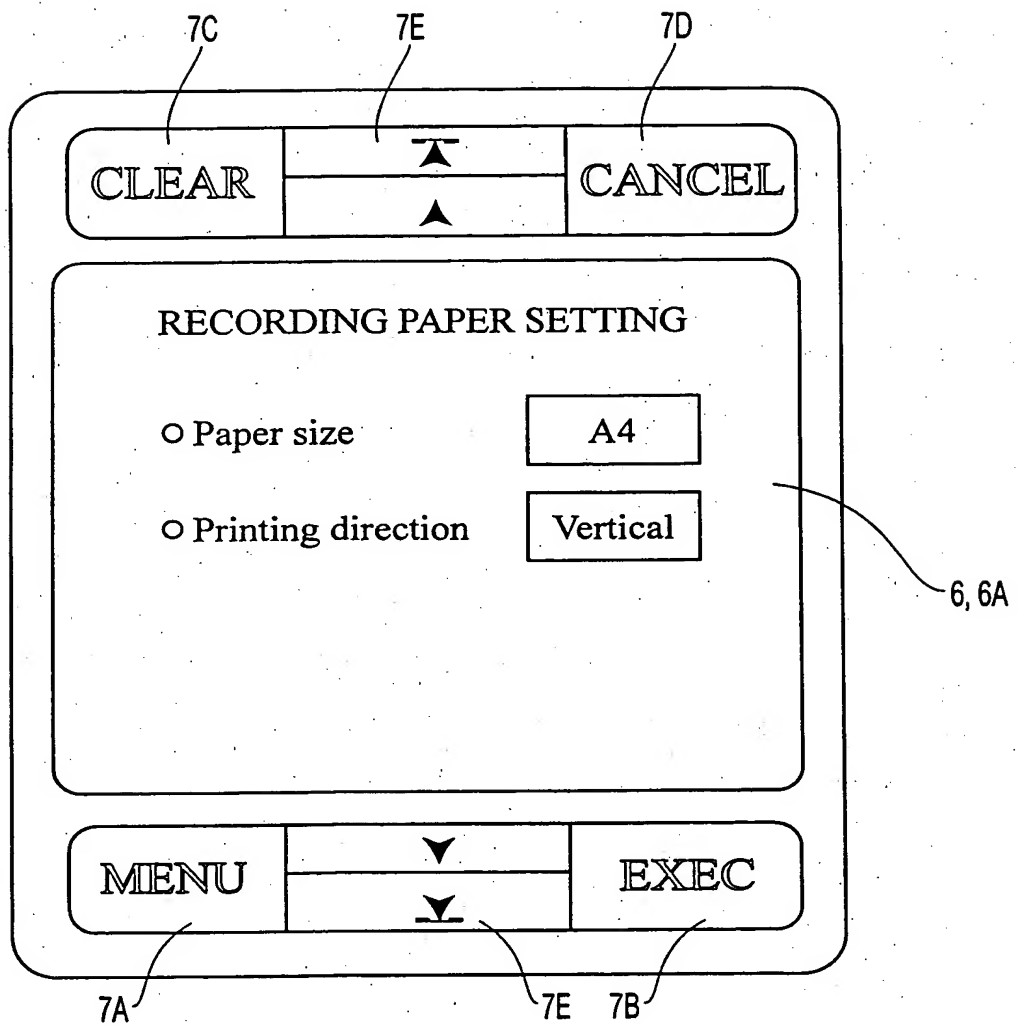 7C 7E 7D
CLEAR CANCEL
RECORDING PAPER SETTING
Paper size A4
Printing direction Vertical
6, 6A
MENU EXEC
7A 7E 7B